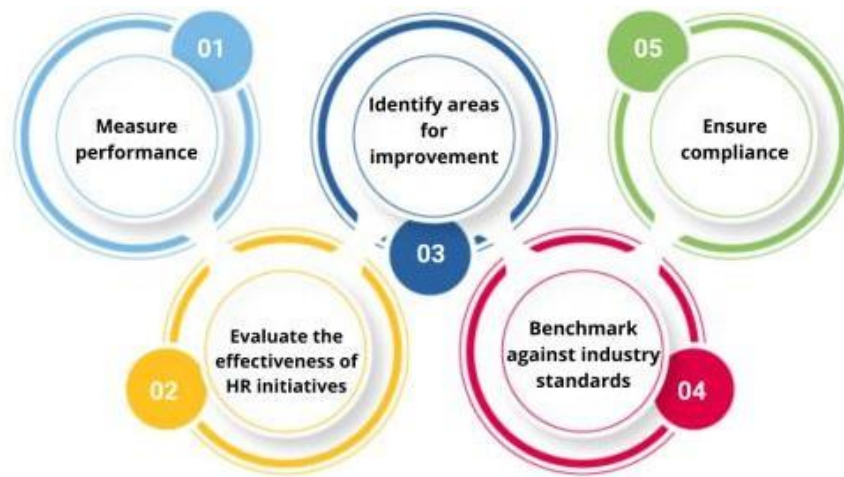 01
Measure
performance
02
Evaluate the
effectiveness of
HR initiatives
03
Identify areas
for
improvement
04
Benchmark
against industry
standards
05
Ensure
compliance